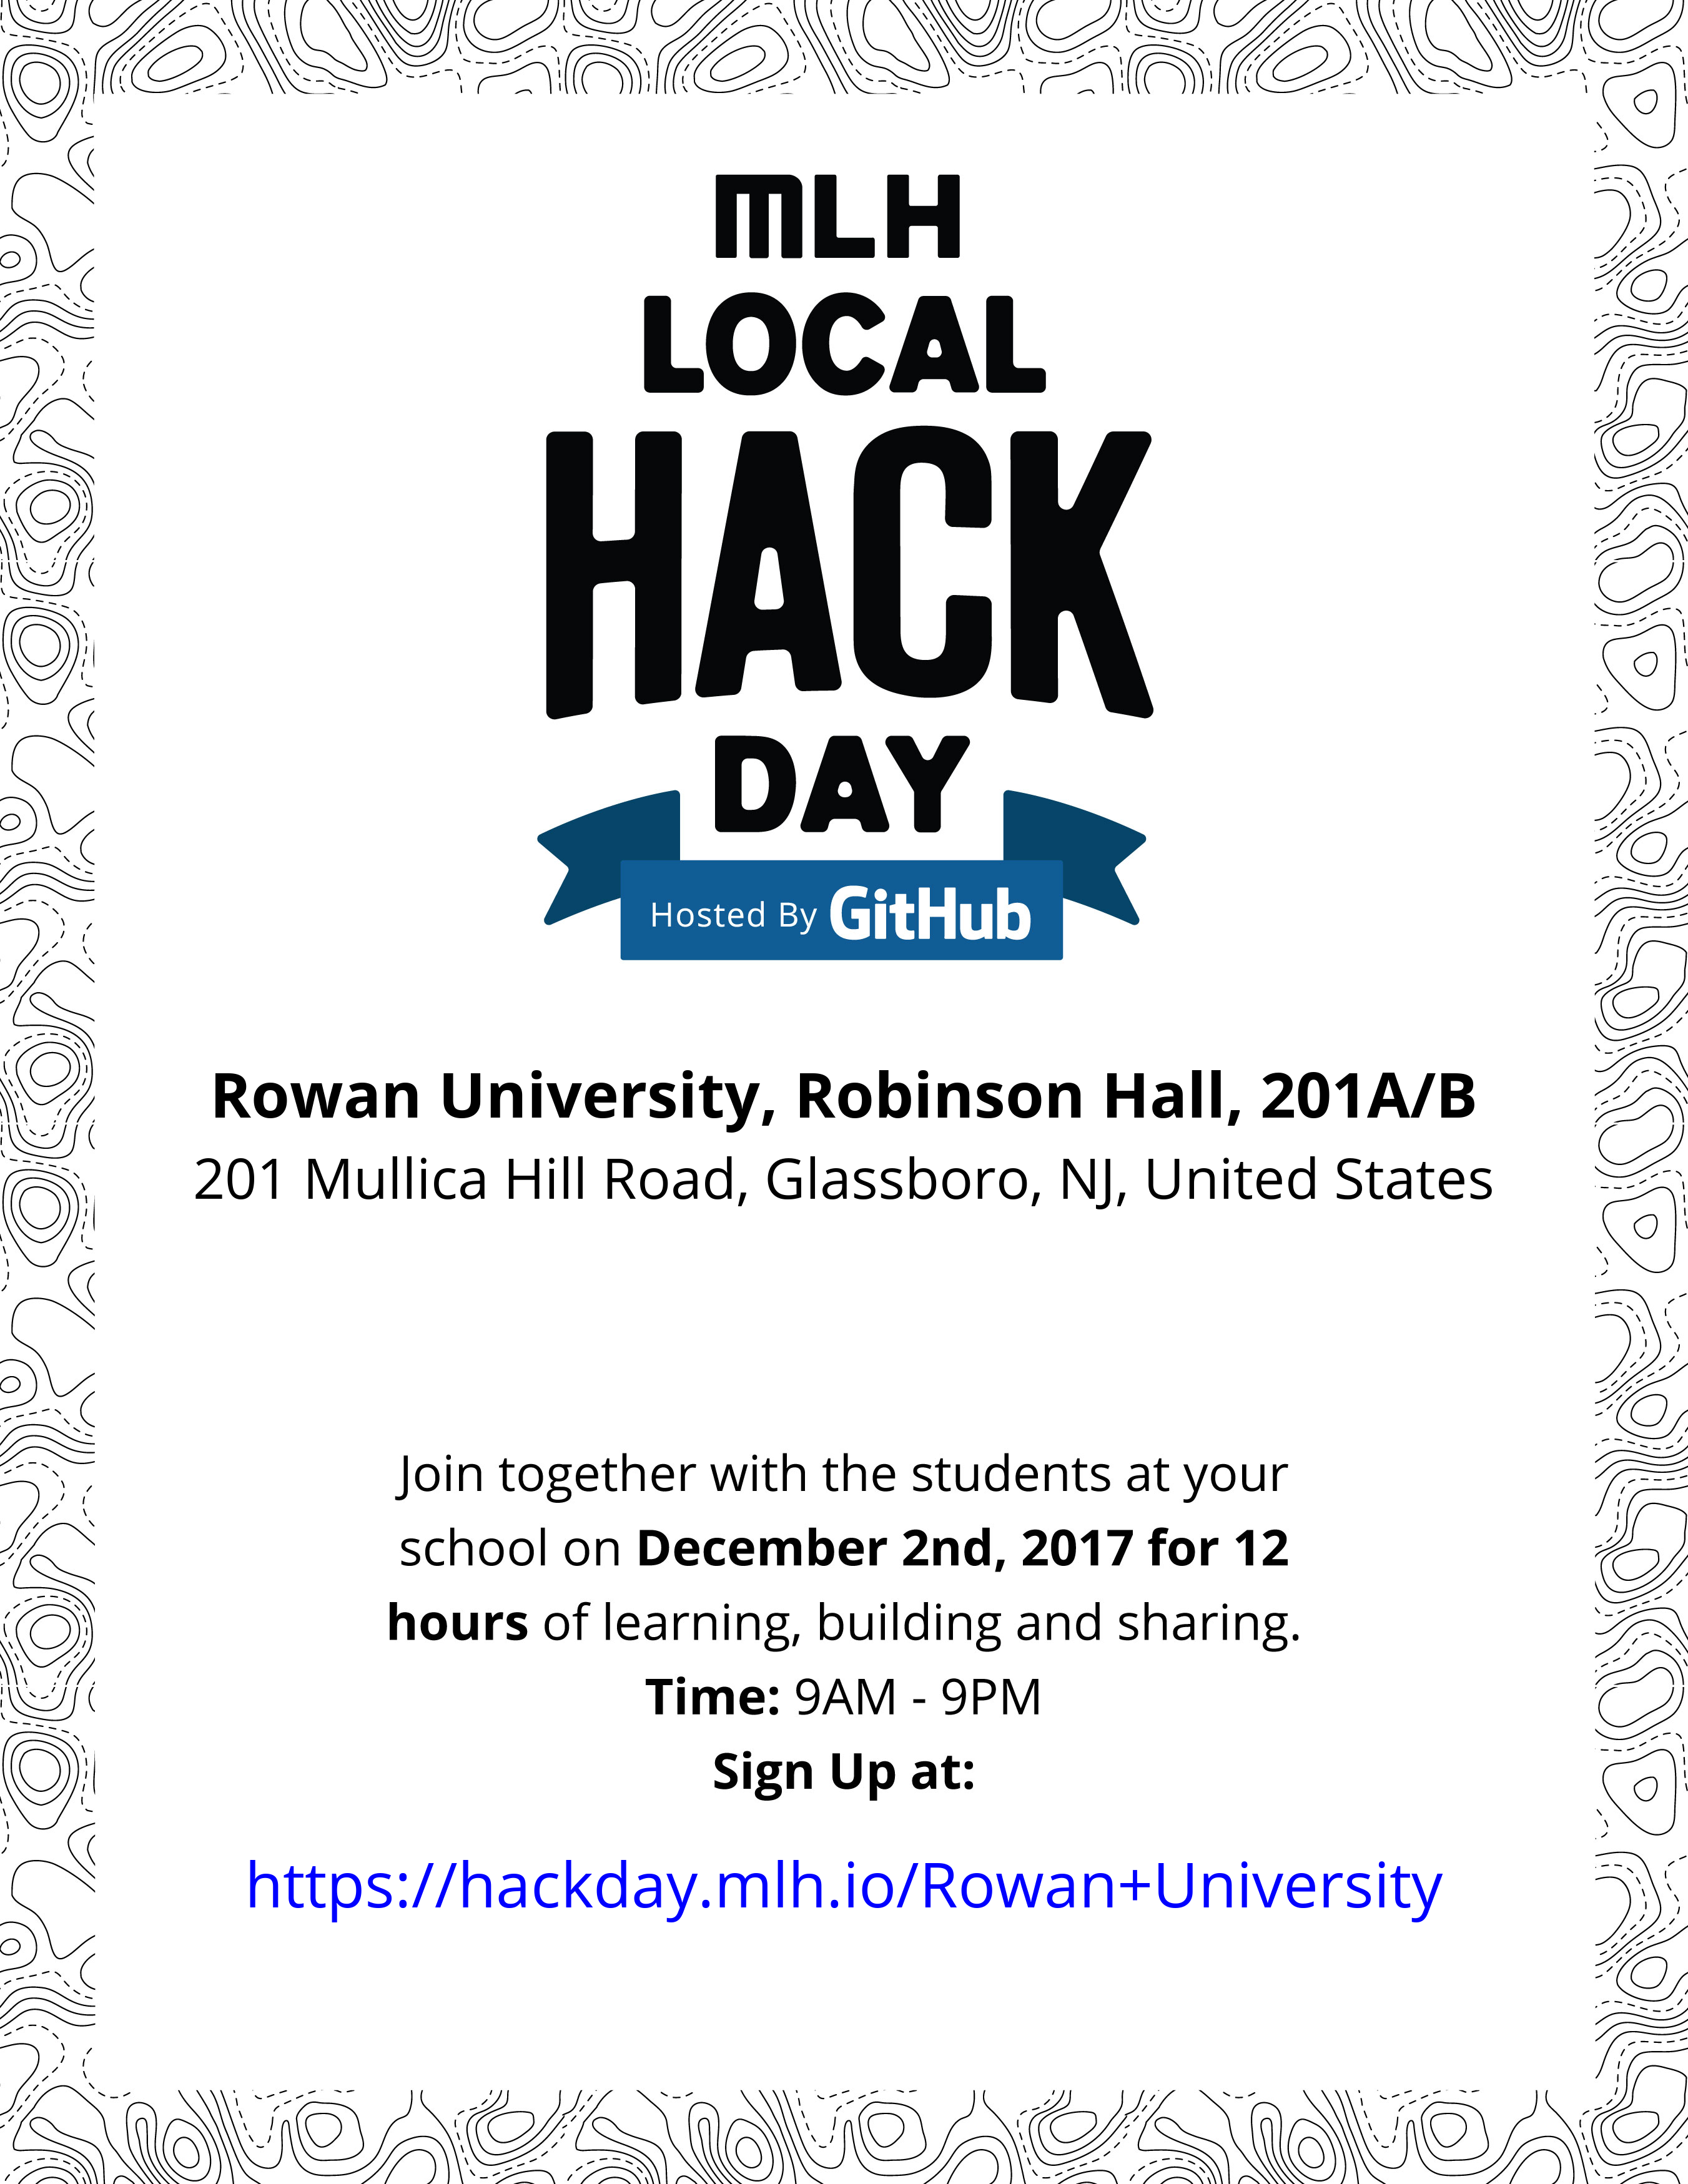 MLH
LOCAL
HACK
DAY
Hosted By GitHub
Rowan University, Robinson Hall, 201A/B
201 Mullica Hill Road, Glassboro, NJ, United States
Join together with the students at your
school on December 2nd, 2017 for 12
hours of learning, building and sharing.
Time: 9AM - 9PM
Sign Up at:
https://hackday.mlh.io/Rowan+University